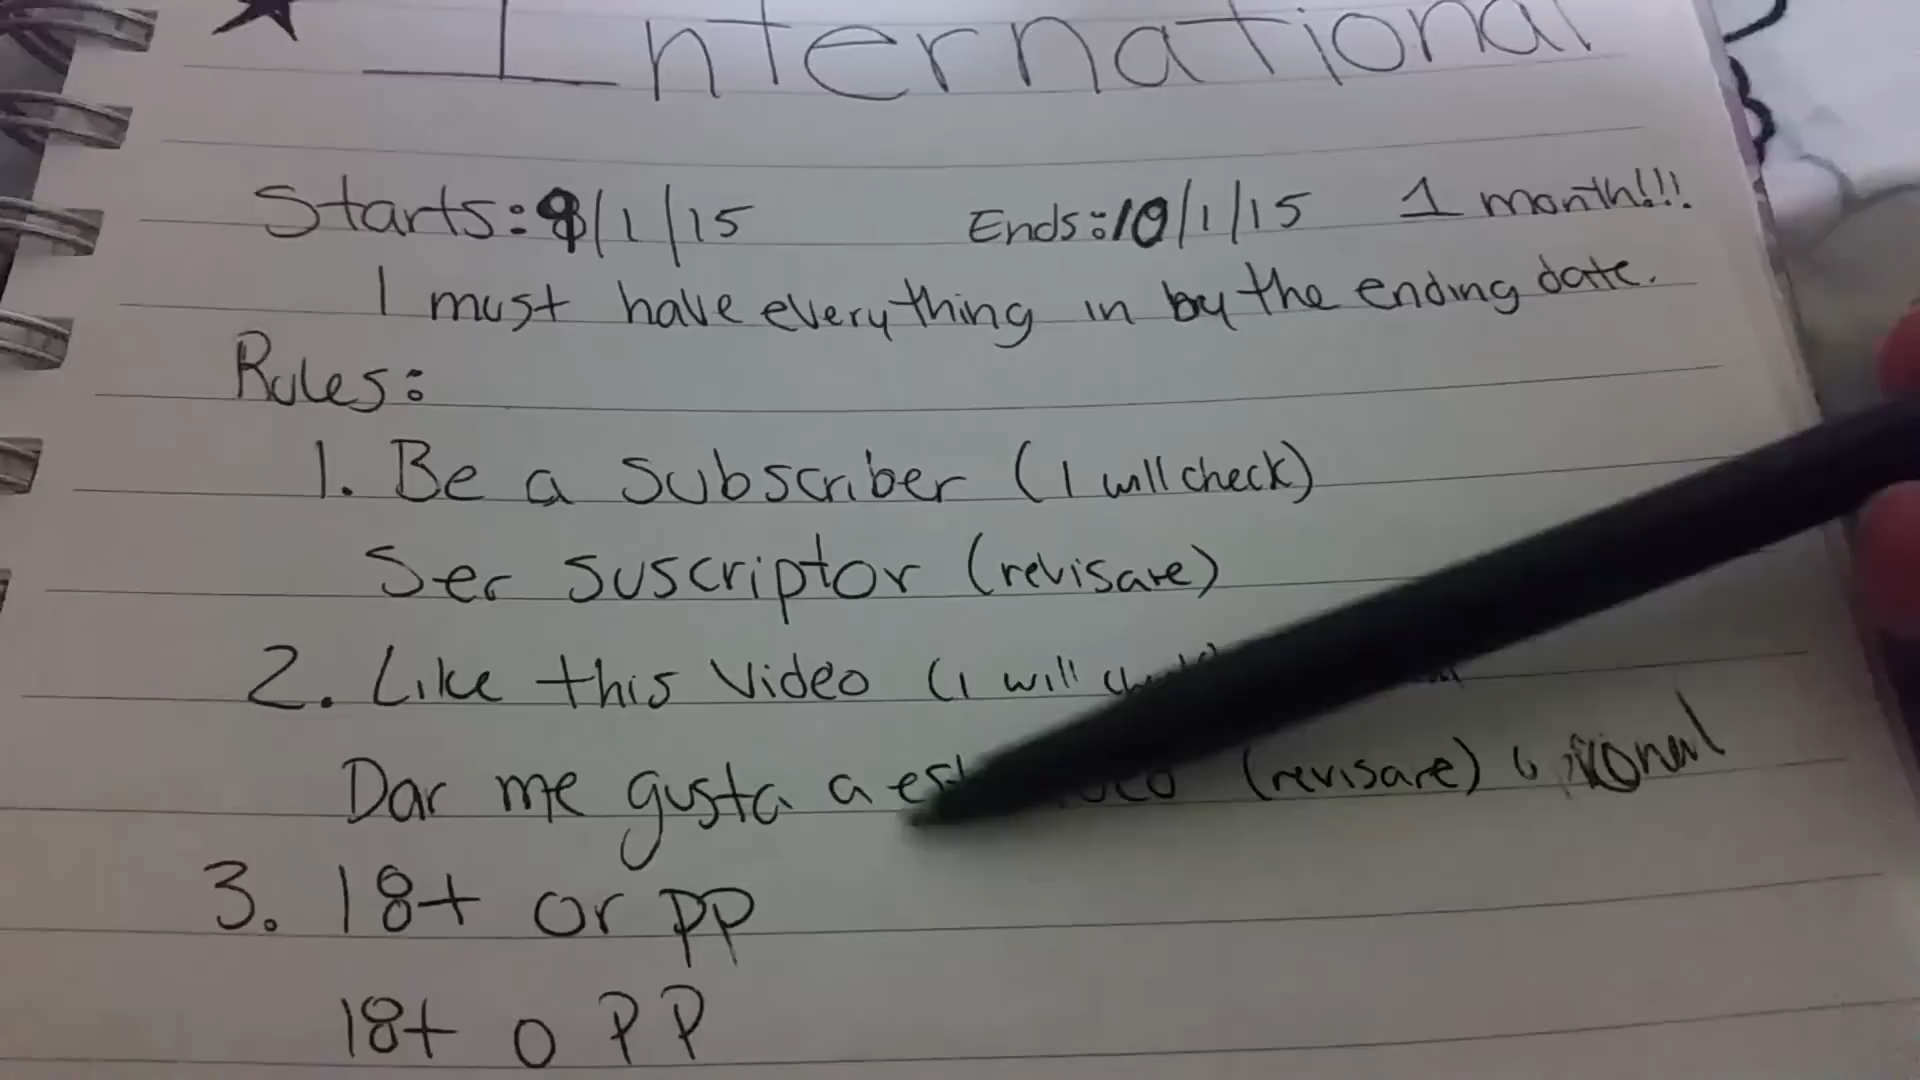 International
Starts: 9/1/15 Ends: 10/1/15 1 month!!!
I must have everything in by the ending date.
Rules:
1. Be a subscriber (I will check)
Ser suscriptor (revisare)
2. Like this Video (I will
Dar me gusta a (revisare)
3. 18+ or PP
18+ o PP